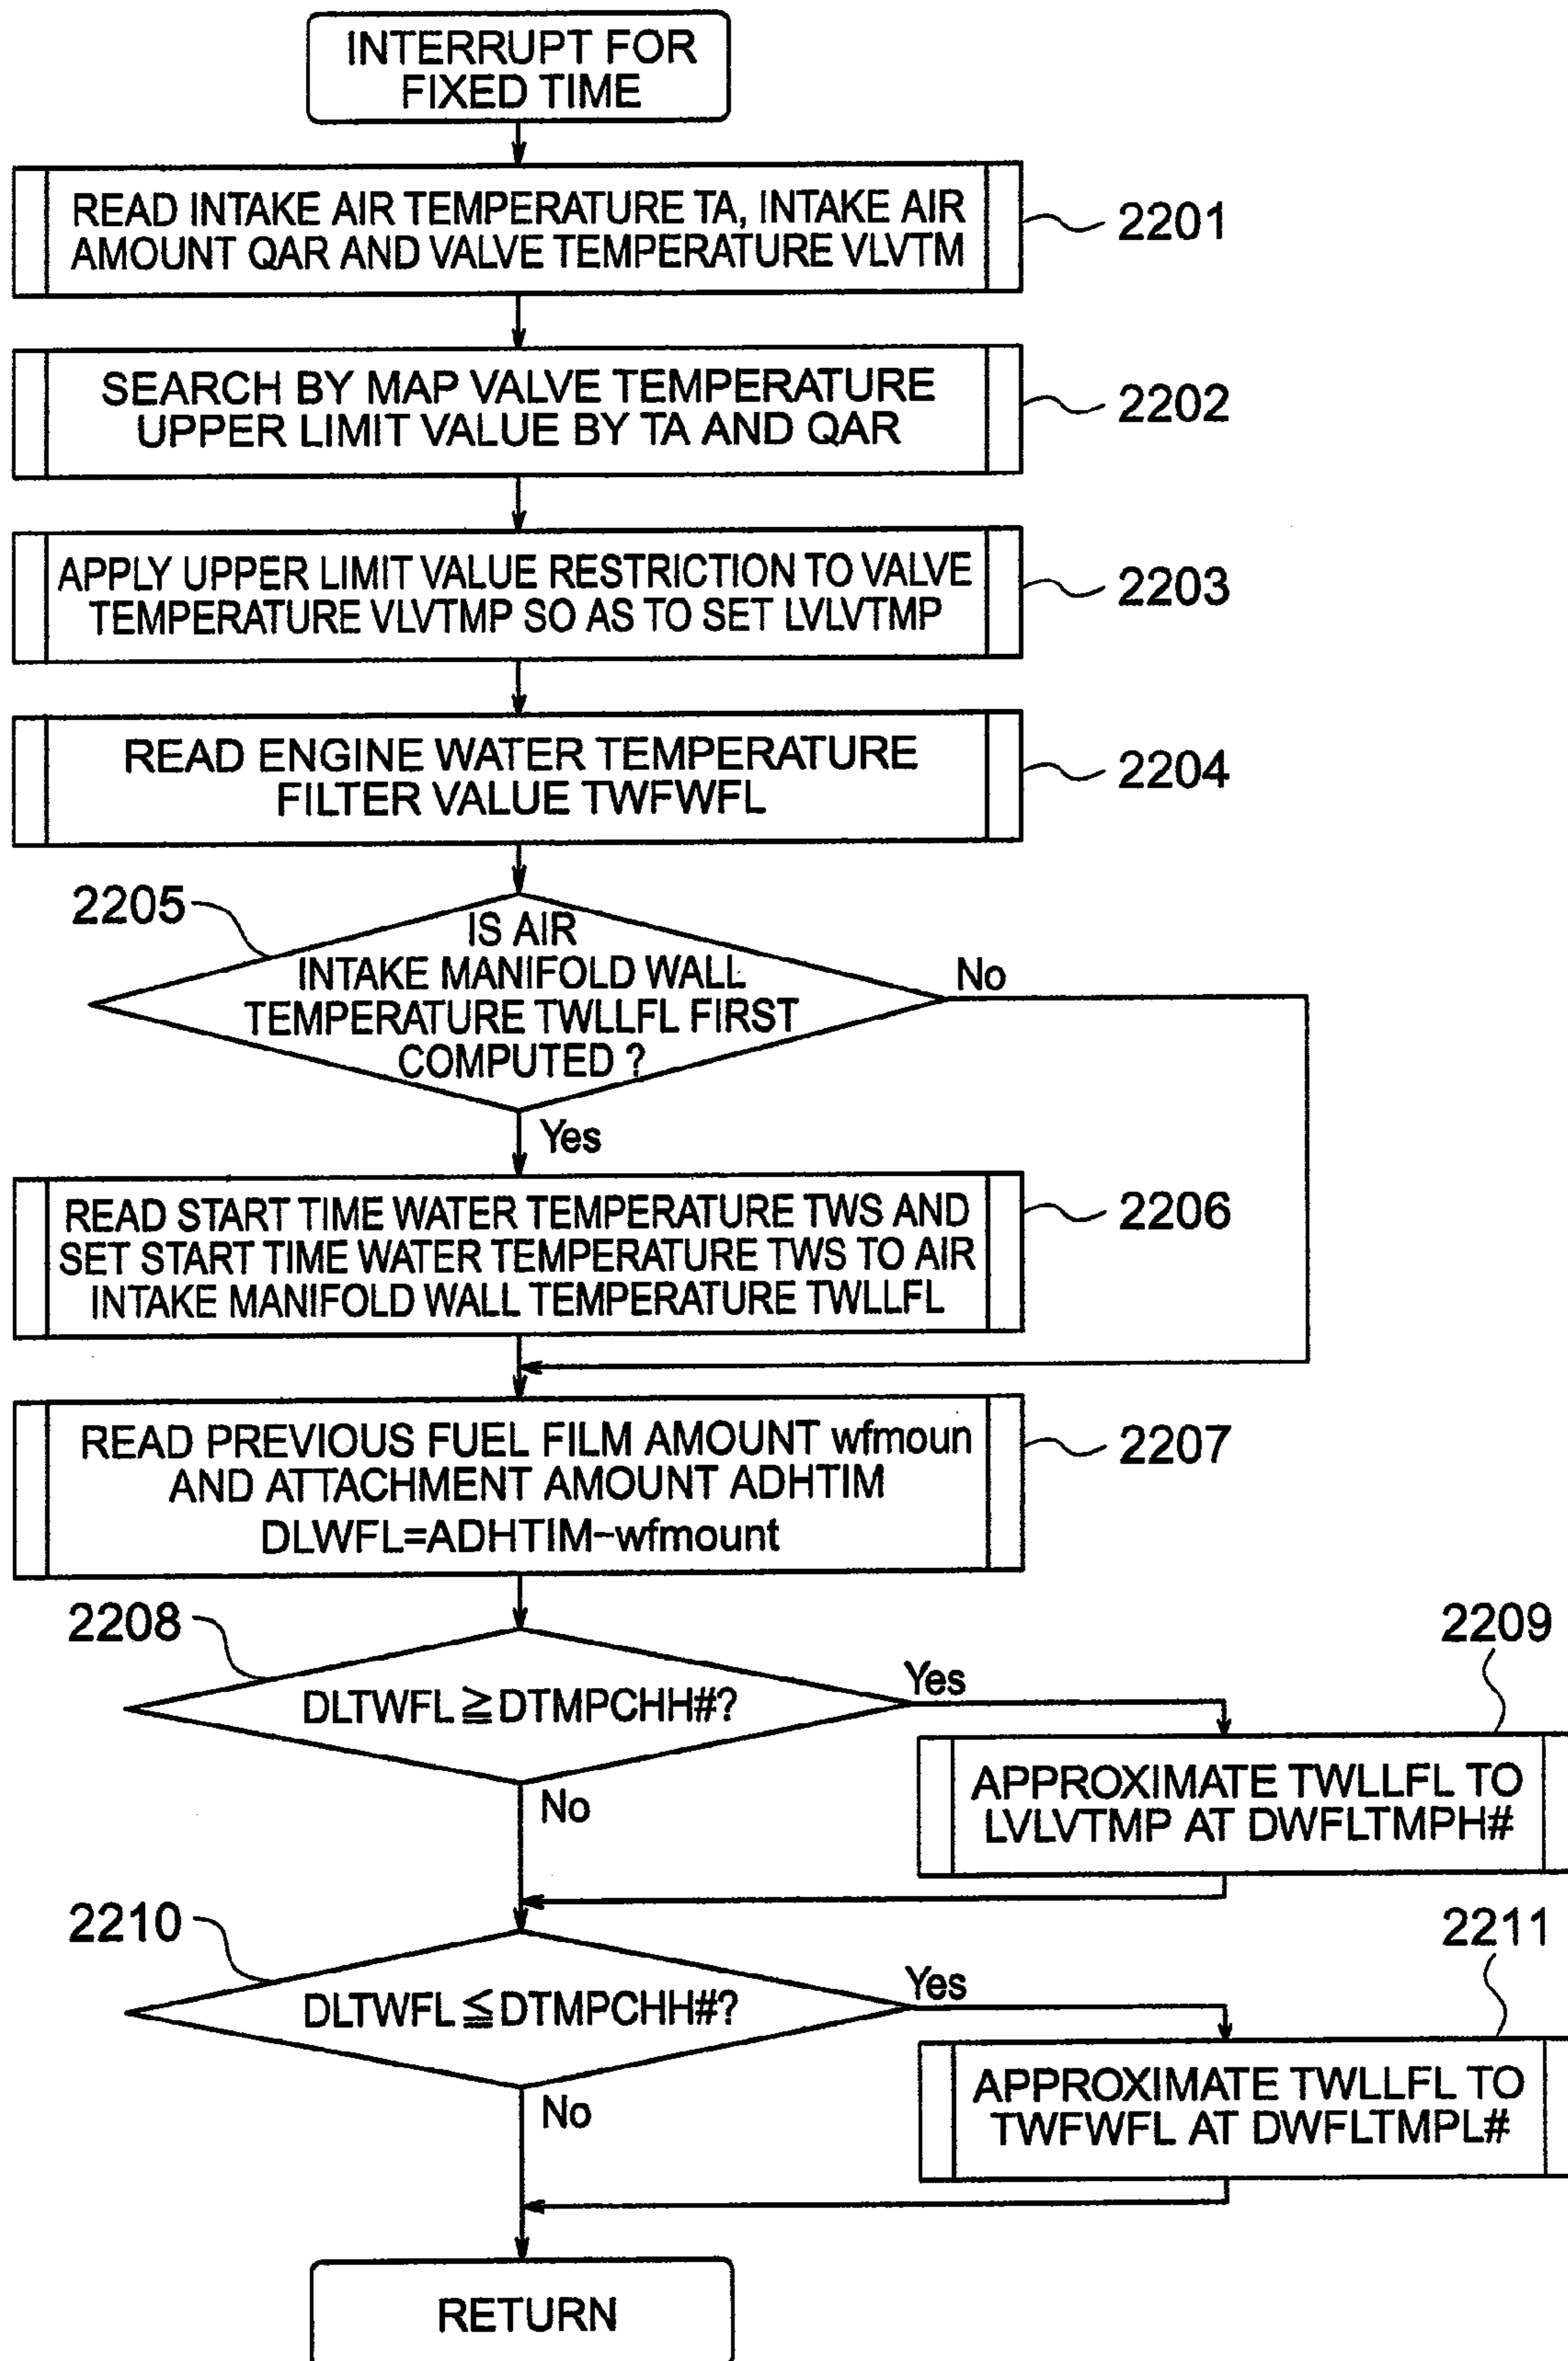 INTERRUPT FOR
FIXED TIME
READ INTAKE AIR TEMPERATURE TA, INTAKE AIR
AMOUNT QAR AND VALVE TEMPERATURE VLVTM
2201
SEARCH BY MAP VALVE TEMPERATURE
UPPER LIMIT VALUE BY TA AND QAR
2202
APPLY UPPER LIMIT VALUE RESTRICTION TO VALVE
TEMPERATURE VLVTMP SO AS TO SET LVLVTMP
2203
READ ENGINE WATER TEMPERATURE
FILTER VALUE TWFWFL
2204
2205
IS AIR
INTAKE MANIFOLD WALL
TEMPERATURE TWLLFL FIRST
COMPUTED ?
No
Yes
READ START TIME WATER TEMPERATURE TWS AND
SET START TIME WATER TEMPERATURE TWS TO AIR
INTAKE MANIFOLD WALL TEMPERATURE TWLLFL
2206
READ PREVIOUS FUEL FILM AMOUNT wfmoun
AND ATTACHMENT AMOUNT ADHTIM
DLWFL=ADHTIM-wfmount
2207
2208
DLTWFL≧DTMPCHH#?
Yes
No
2209
APPROXIMATE TWLLFL TO
LVLVTMP AT DWFLTMPH#
2210
DLTWFL≦DTMPCHH#?
Yes
No
2211
APPROXIMATE TWLLFL TO
TWFWFL AT DWFLTMPL#
RETURN